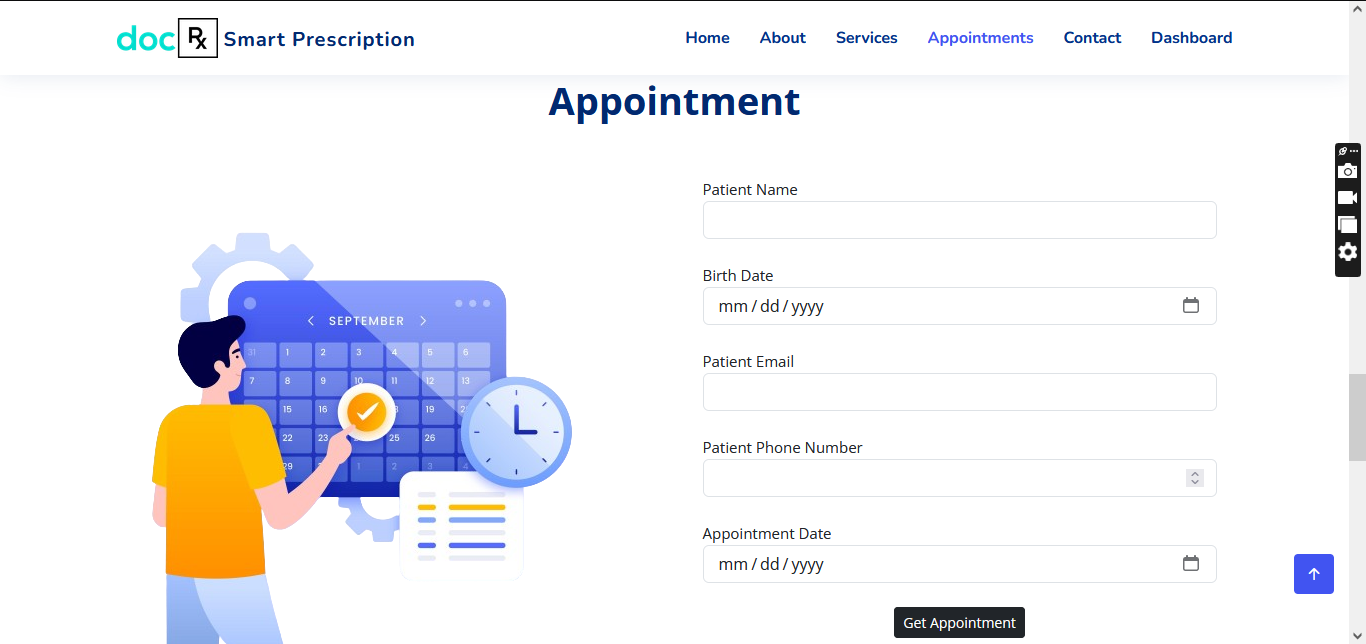 doc Rx Smart Prescription
Home About Services Appointments Contact Dashboard
Appointment
Patient Name
Birth Date
mm / dd / yyyy
Patient Email
Patient Phone Number
Appointment Date
mm / dd / yyyy
Get Appointment
< SEPTEMBER >
31 1 2 3 4 5 6
7 8 9 10 11 12 13
15 16 19
22 23 25 26
29 1 2 3 4